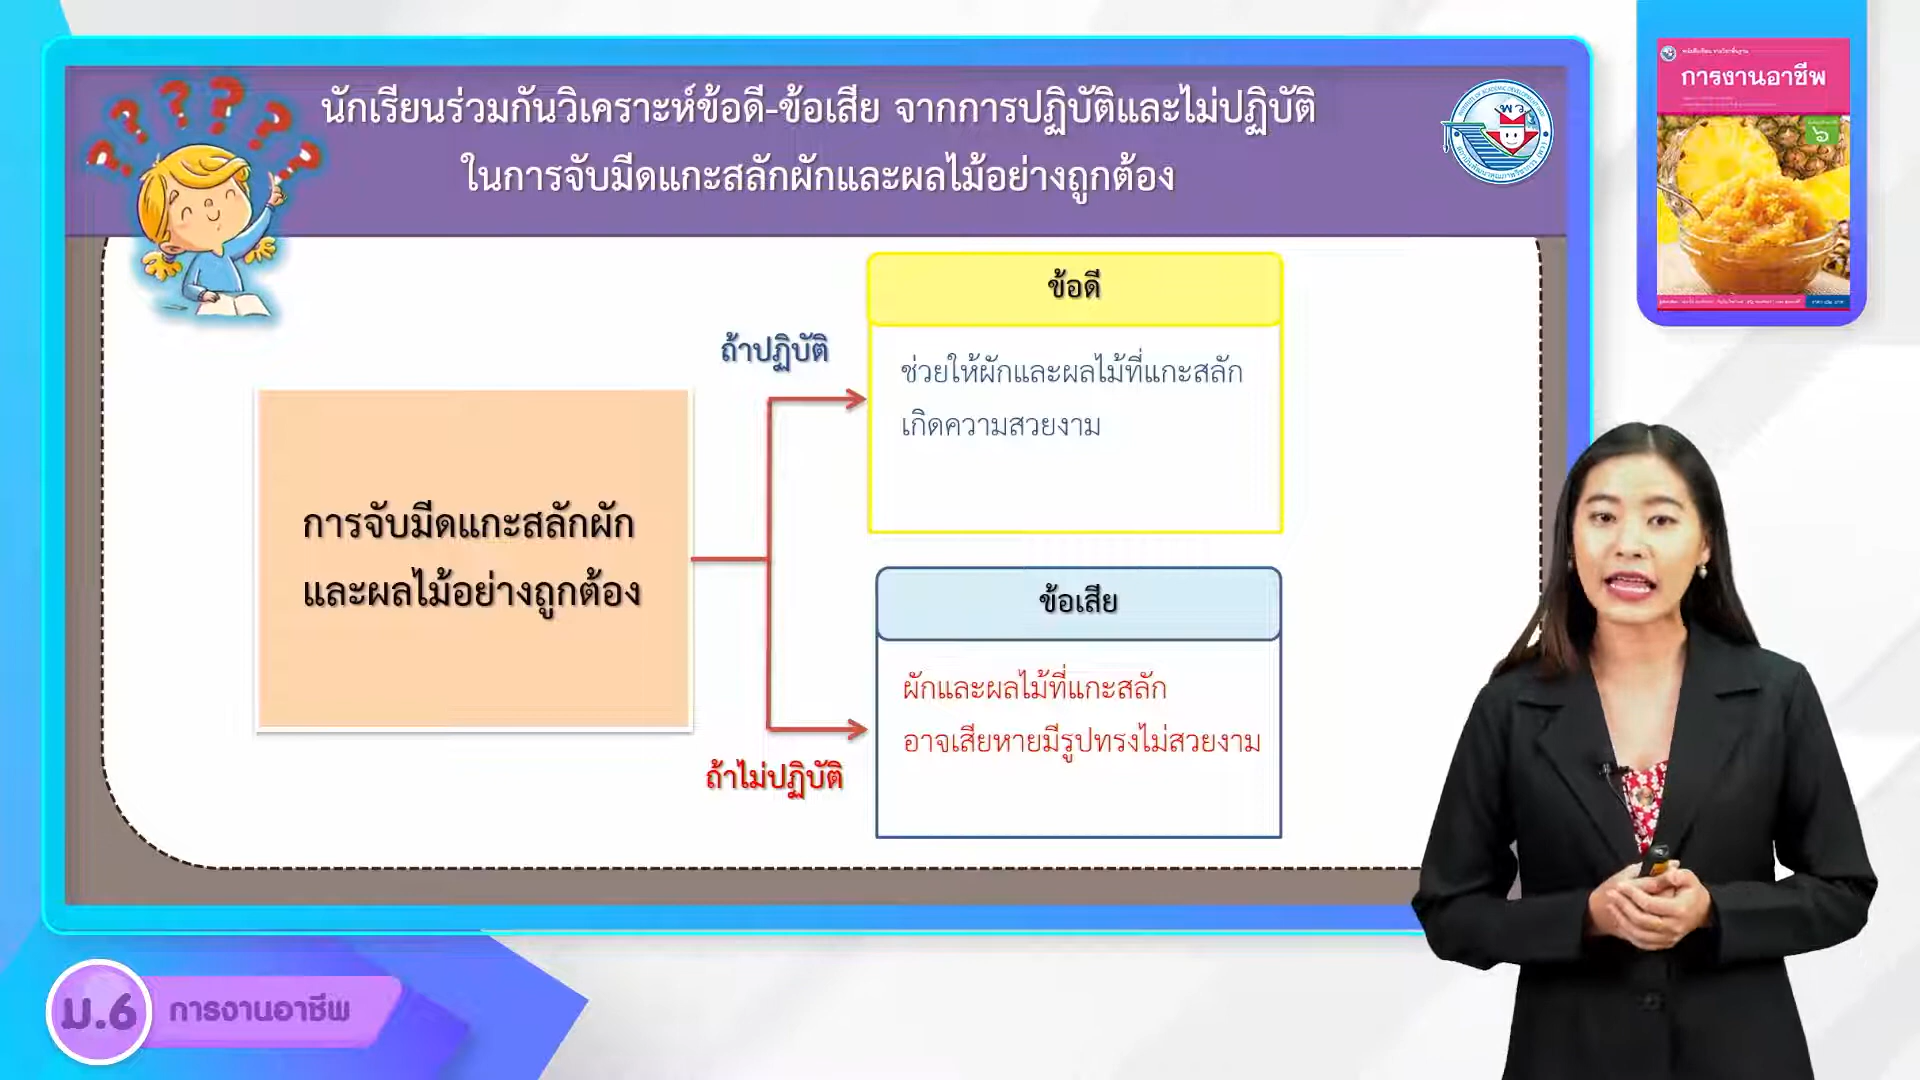 นักเรียนร่วมกันวิเคราะห์ข้อดี-ข้อเสีย จากการปฏิบัติและไม่ปฏิบัติ
ในการจับมีดแกะสลักผักและผลไม้อย่างถูกต้อง
การงานอาชีพ
๖
ข้อดี
ถ้าปฏิบัติ
ช่วยให้ผักและผลไม้ที่แกะสลัก
เกิดความสวยงาม
การจับมีดแกะสลักผัก
และผลไม้อย่างถูกต้อง
ข้อเสีย
ผักและผลไม้ที่แกะสลัก
อาจเสียหายมีรูปทรงไม่สวยงาม
ถ้าไม่ปฏิบัติ
ม.6 การงานอาชีพ